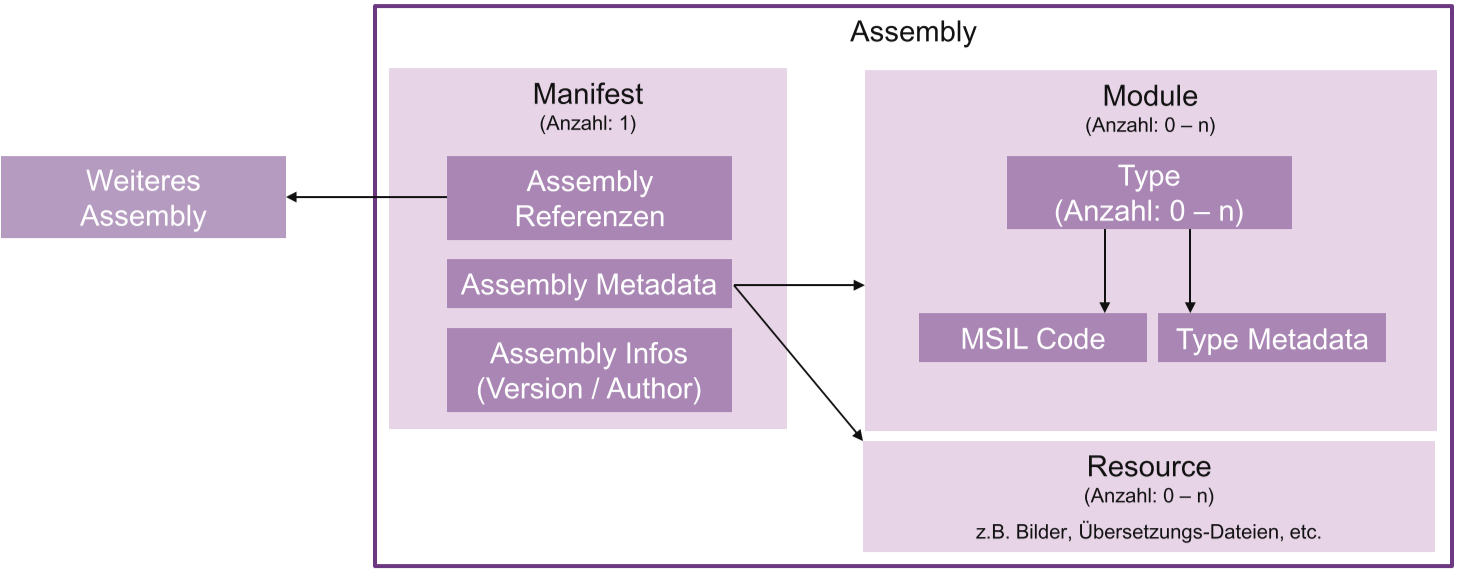 Assembly
Manifest
(Anzahl: 1)
Assembly
Referenzen
Assembly Metadata
Assembly Infos
(Version / Author)
Weiteres
Assembly
Module
(Anzahl: 0 – n)
Type
(Anzahl: 0 – n)
MSIL Code
Type Metadata
Resource
(Anzahl: 0 – n)
z.B. Bilder, Übersetzungs-Dateien, etc.